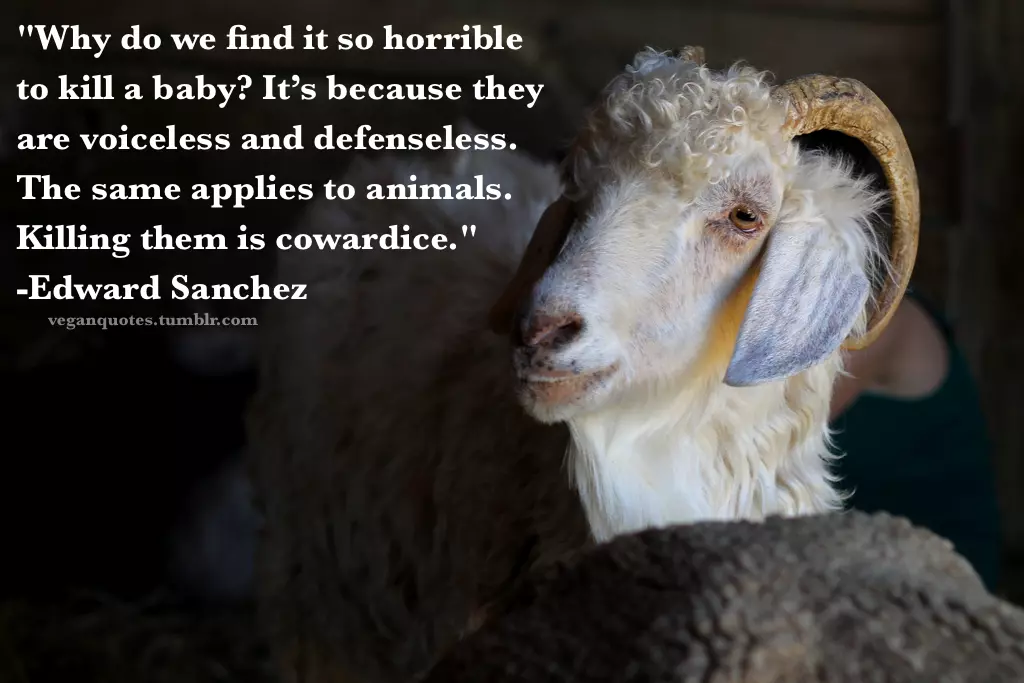 "Why do we find it so horrible
to kill a baby? It’s because they
are voiceless and defenseless.
The same applies to animals.
Killing them is cowardice."
-Edward Sanchez
veganquotes.tumblr.com